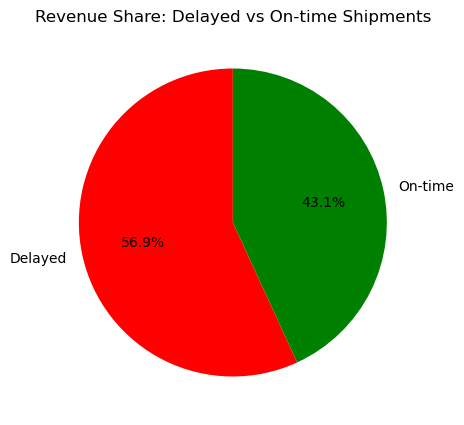 Revenue Share: Delayed vs On-time Shipments
On-time
43.1%
56.9%
Delayed